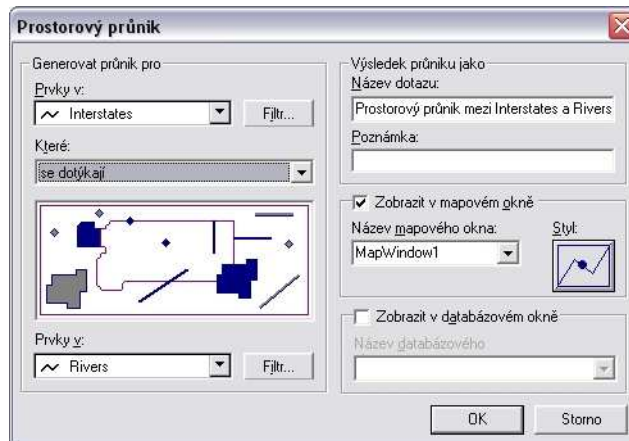 Prostorový průnik
Generovat průnik pro
Prvky v:
Interstates
Filtr...
Které:
se dotýkají
Prvky v:
Rivers
Filtr...
Výsledek průniku jako
Název dotazu:
Prostorový průnik mezi Interstates a Rivers
Poznámka:
Zobrazit v mapovém okně
Název mapového okna:
Styl:
MapWindow1
Zobrazit v databázovém okně
Název databázového
OK
Storno